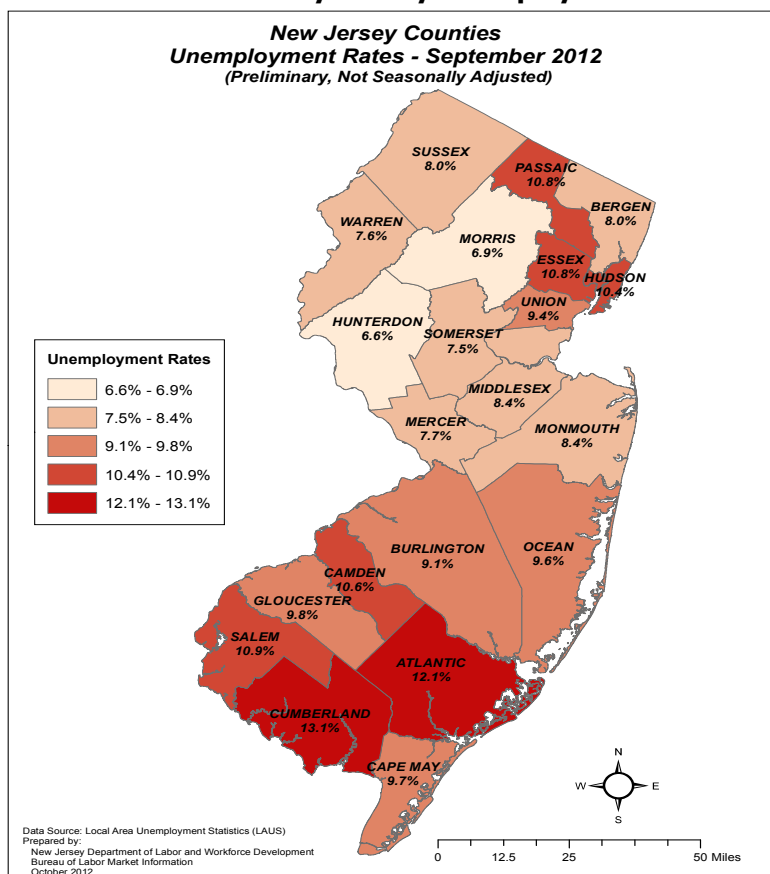 New Jersey Counties
Unemployment Rates - September 2012
(Preliminary, Not Seasonally Adjusted)
SUSSEX
8.0%
PASSAIC
10.8%
BERGEN
8.0%
WARREN
7.6%
MORRIS
6.9%
ESSEX
10.8%
HUDSON
10.4%
UNION
9.4%
HUNTERDON
6.6%
SOMERSET
7.5%
Unemployment Rates
6.6% - 6.9%
7.5% - 8.4%
9.1% - 9.8%
10.4% - 10.9%
12.1% - 13.1%
MIDDLESEX
8.4%
MERCER
7.7%
MONMOUTH
8.4%
BURLINGTON
9.1%
OCEAN
9.6%
CAMDEN
10.6%
GLOUCESTER
9.8%
SALEM
10.9%
ATLANTIC
12.1%
CUMBERLAND
13.1%
CAPE MAY
9.7%
N
W E
S
Data Source: Local Area Unemployment Statistics (LAUS)
Prepared by:
New Jersey Department of Labor and Workforce Development
Bureau of Labor Market Information
October 2012
0 12.5 25 50 Miles